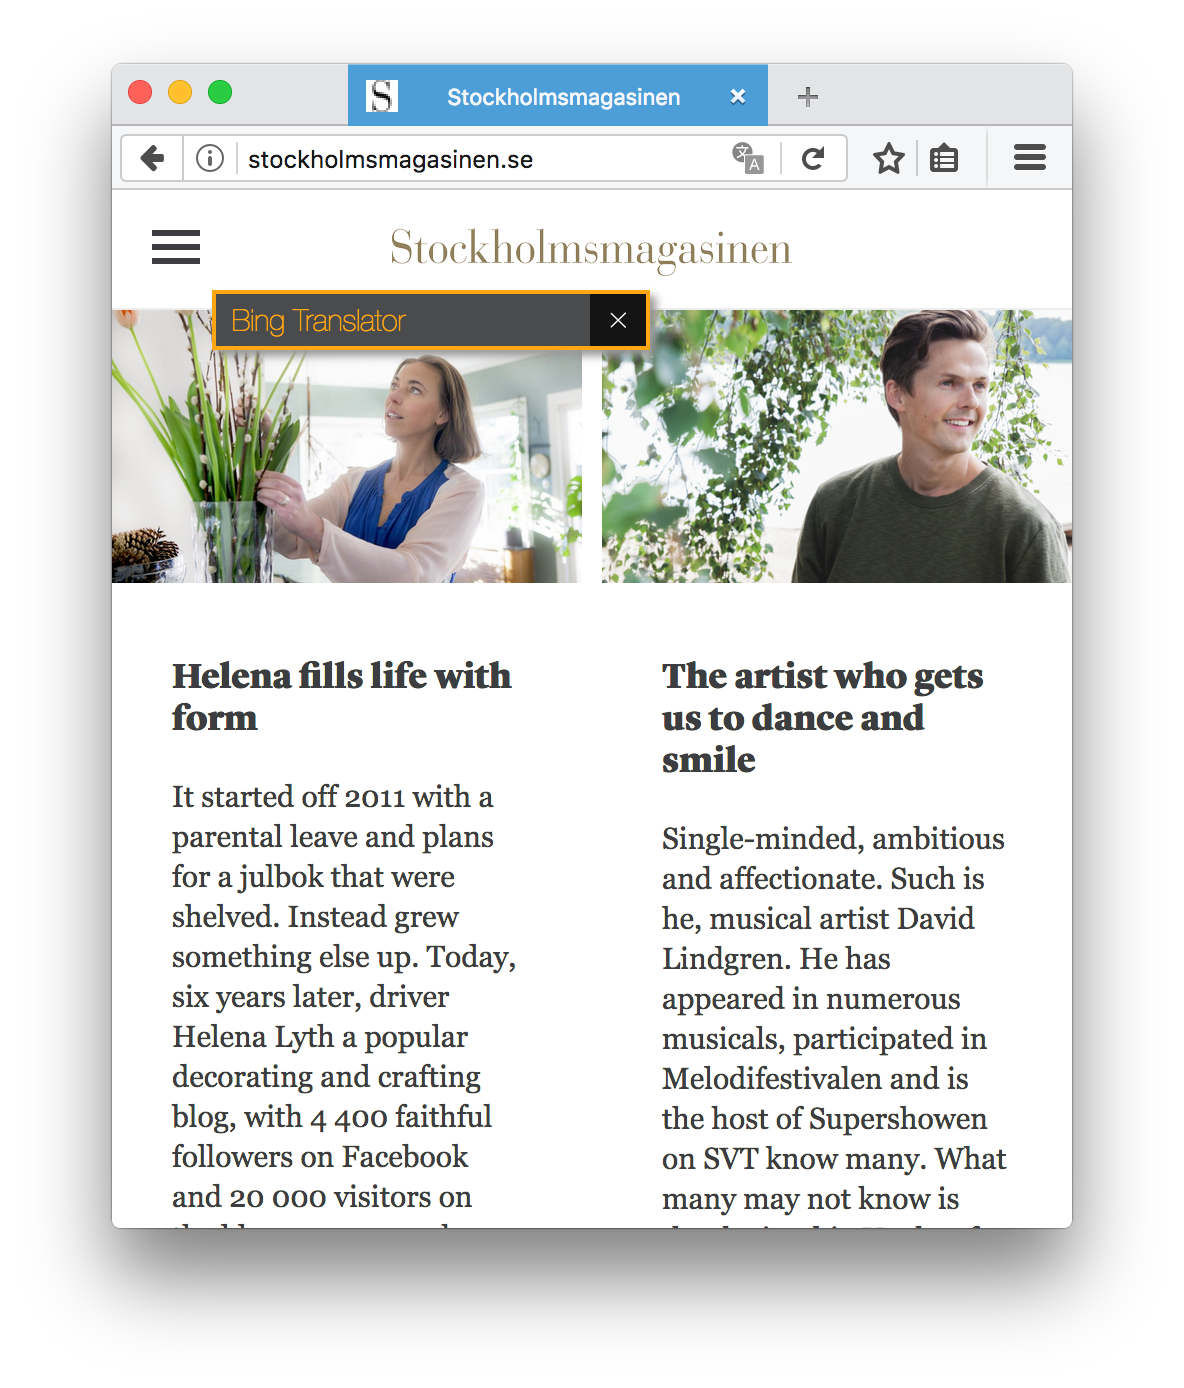 S Stockholmsmagasinen
stockholmsmagasinen.se
Stockholmsmagasinen
Bing Translator
Helena fills life with
form
It started off 2011 with a
parental leave and plans
for a julbok that were
shelved. Instead grew
something else up. Today,
six years later, driver
Helena Lyth a popular
decorating and crafting
blog, with 4 400 faithful
followers on Facebook
and 20 000 visitors on
The artist who gets
us to dance and
smile
Single-minded, ambitious
and affectionate. Such is
he, musical artist David
Lindgren. He has
appeared in numerous
musicals, participated in
Melodifestivalen and is
the host of Supershowen
on SVT know many. What
many may not know is